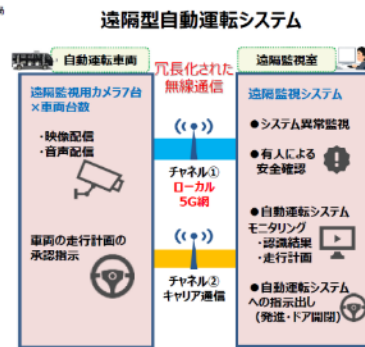 遠隔型自動運転システム
自動運転車両
遠隔監視用カメラ7台
×車両台数
・映像配信
・音声配信
車両の走行計画の
承認指示
冗長化された
無線通信
チャネル①
ローカル
5G網
チャネル②
キャリア通信
遠隔監視室
遠隔監視システム
●システム異常監視
●有人による
安全確認
●自動運転システム
モニタリング
・認識結果
・走行計画
●自動運転システム
への指示出し
(発進・ドア開閉)